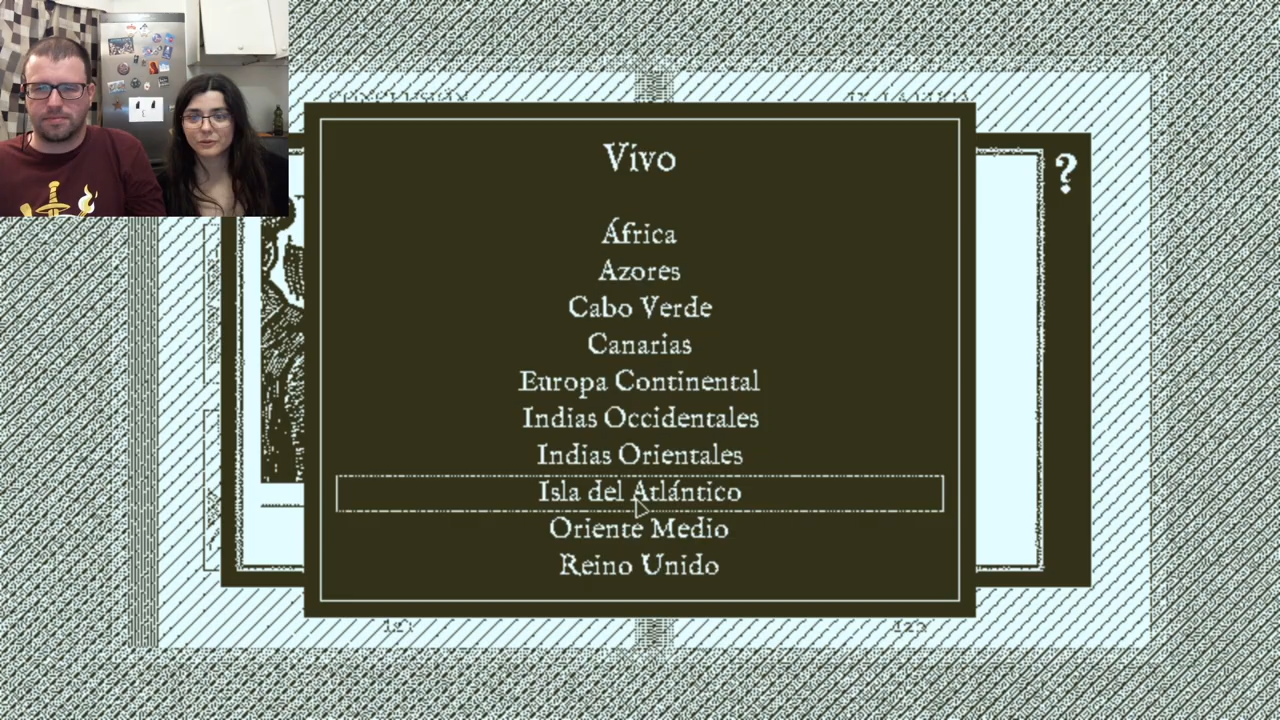 CONCLUSIÓN
Vivo
?
África
Azores
Cabo Verde
Canarias
Europa Continental
Indias Occidentales
Indias Orientales
Isla del Atlántico
Oriente Medio
Reino Unido